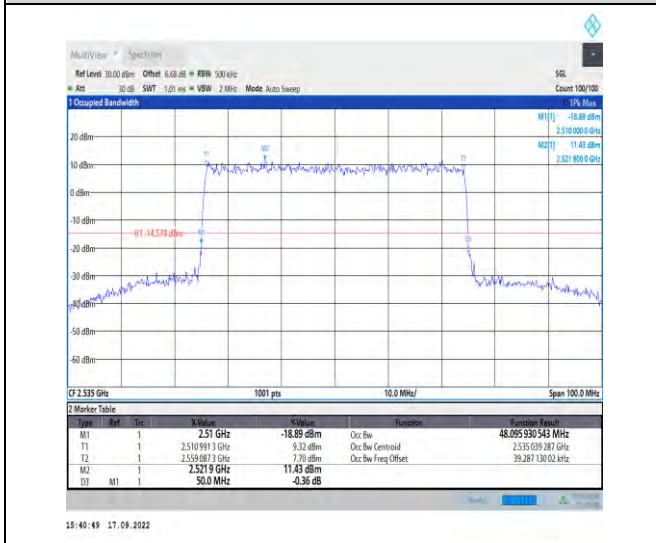 MultiView Spectrum
Ref Level 30.00 dBm Offset 6.68 dB RBW 500 kHz SGL
Att 30 dB SWT 1.01 ms VBW 2 MHz Mode Auto Sweep Count 100/100
1 Occupied Bandwidth 1Pk Max
M1[1] -18.89 dBm
2.510 000 0 GHz
M2[1] 11.43 dBm
2.521 900 0 GHz
20 dBm
10 dBm
0 dBm
-10 dBm
H1 -14.574 dBm
-20 dBm
-30 dBm
-40 dBm
-50 dBm
-60 dBm
T1
M2
T2
M1
D3
CF 2.535 GHz 1001 pts 10.0 MHz/ Span 100.0 MHz
2 Marker Table
Type Ref Trc X-Value Y-Value Function Function Result
M1 1 2.51 GHz -18.89 dBm Occ Bw 48.095 930 543 MHz
T1 1 2.510 991 3 GHz 9.32 dBm Occ Bw Centroid 2.535 039 287 GHz
T2 1 2.559 087 3 GHz 7.70 dBm Occ Bw Freq Offset 39.287 130 02 kHz
M2 1 2.521 9 GHz 11.43 dBm
D3 M1 1 50.0 MHz -0.36 dB
15:40:49 17.09.2022